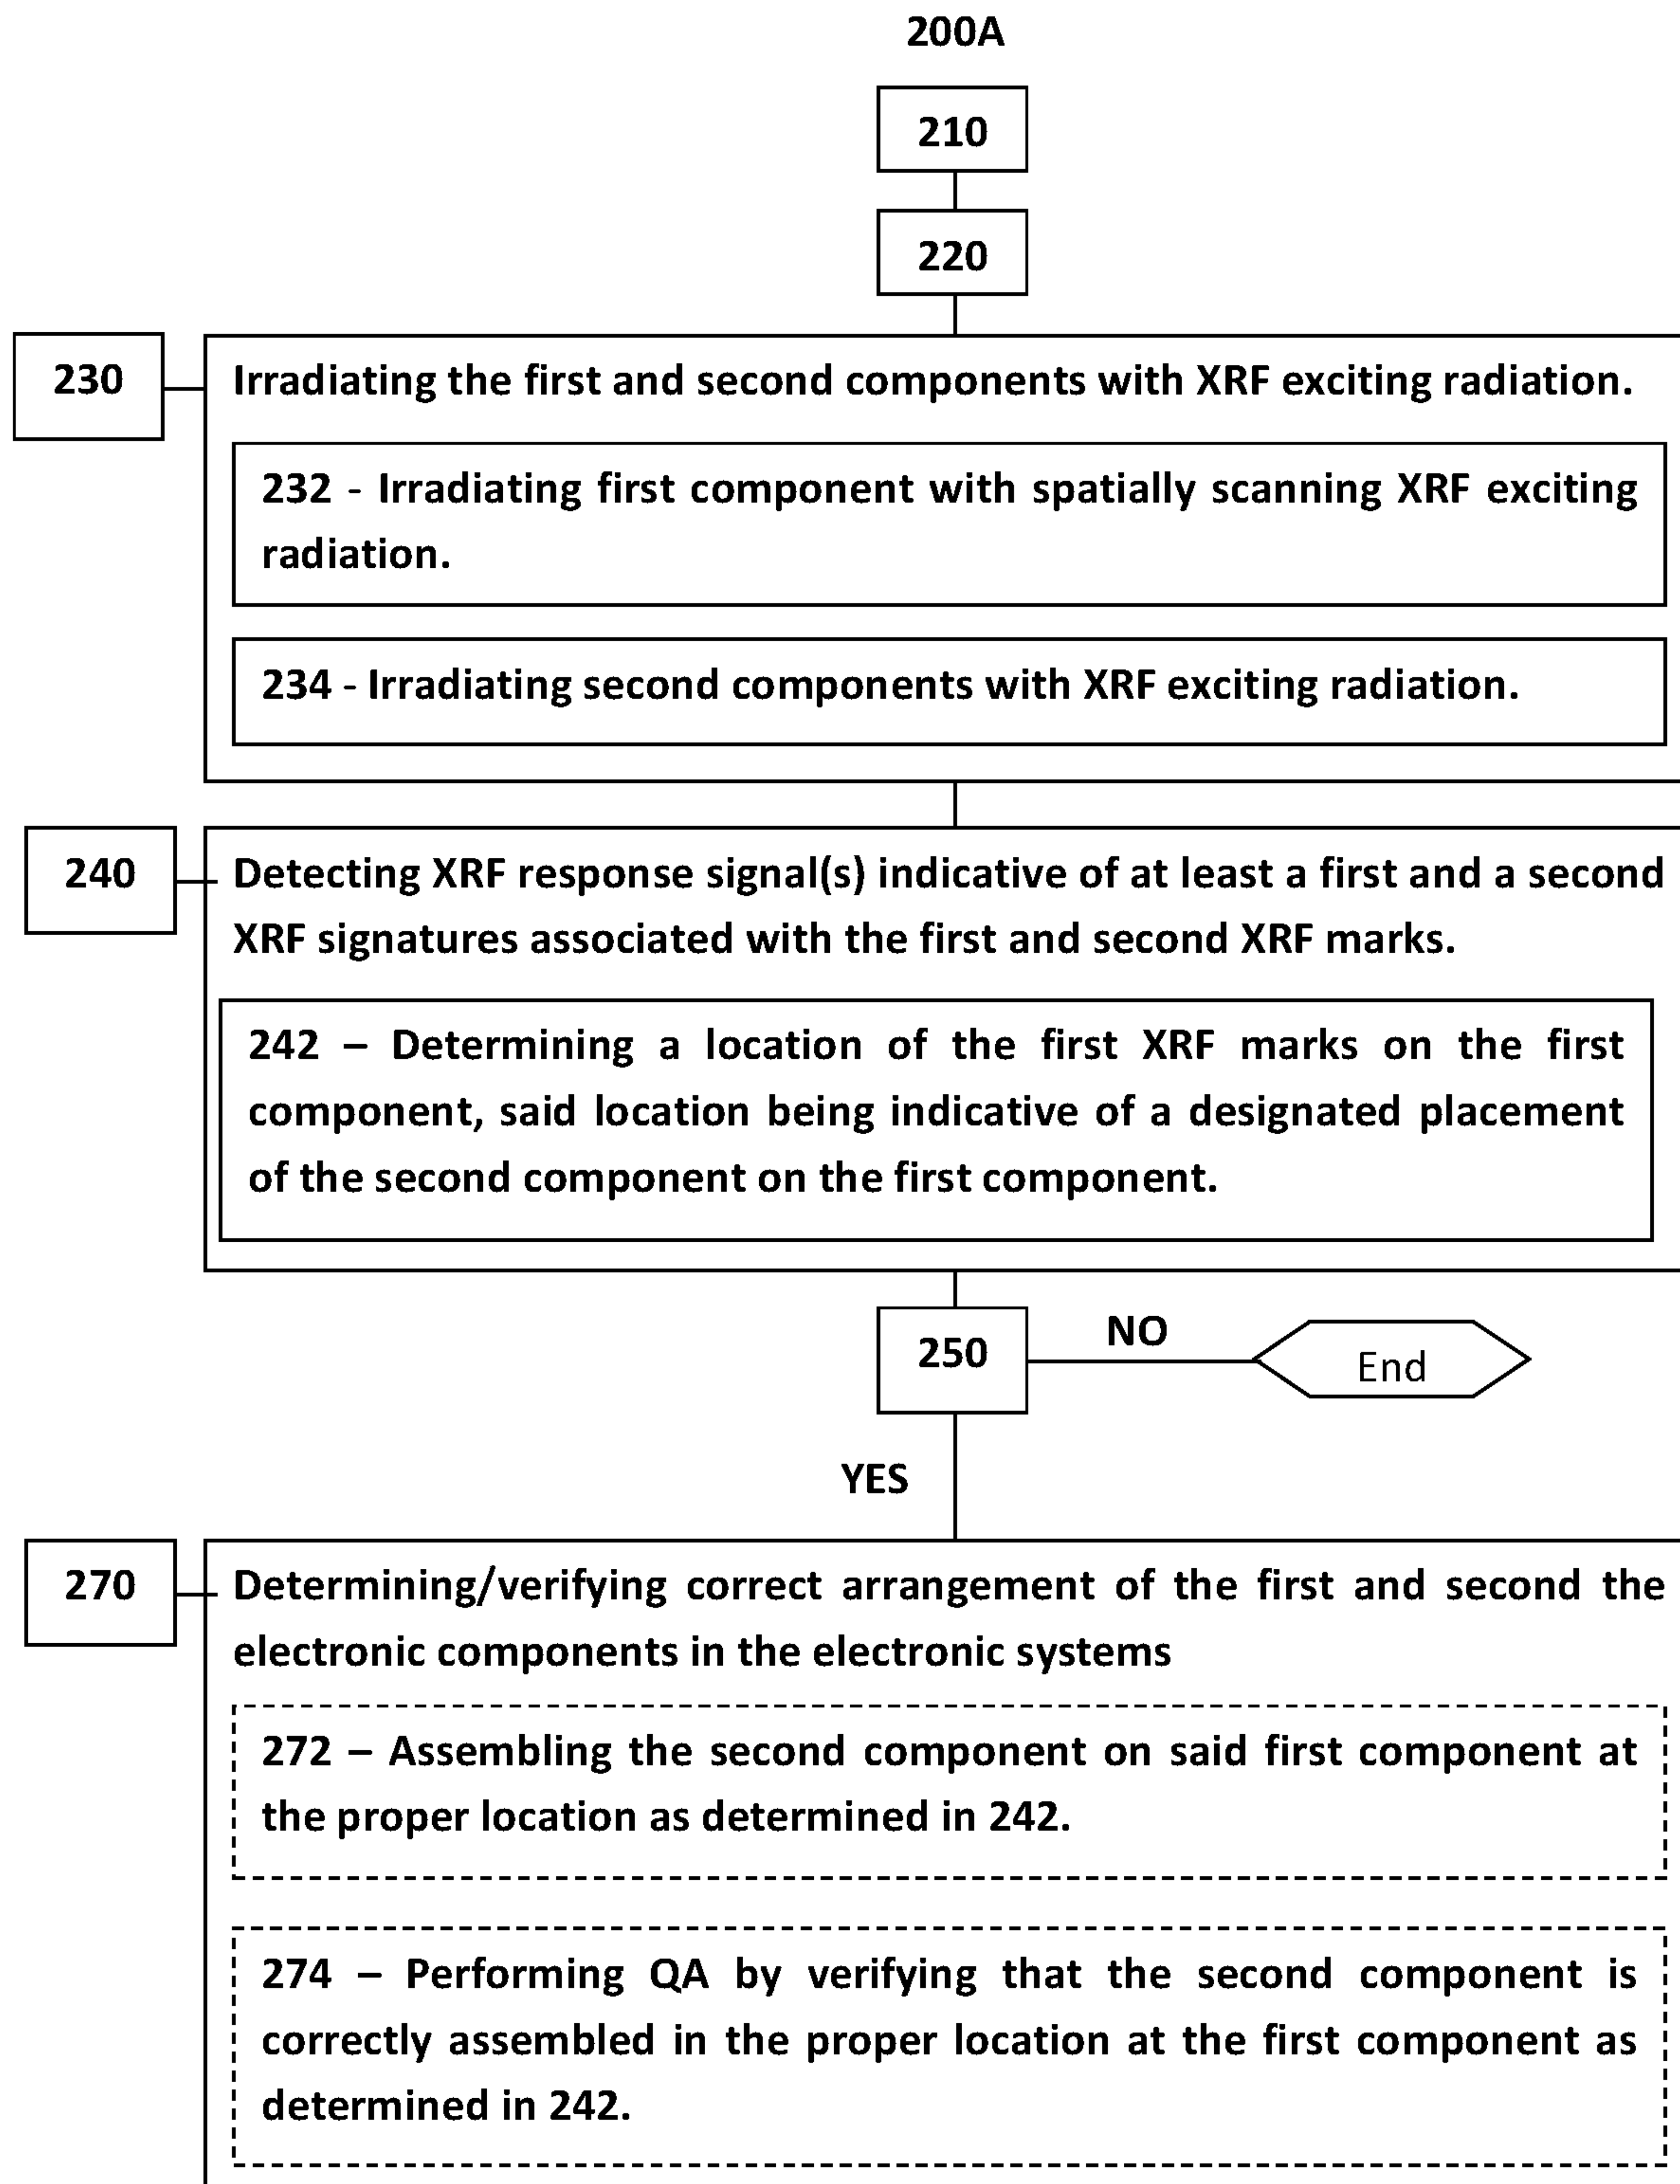 200A
210
220
230
Irradiating the first and second components with XRF exciting radiation.
232 - Irradiating first component with spatially scanning XRF exciting
radiation.
234 - Irradiating second components with XRF exciting radiation.
240
Detecting XRF response signal(s) indicative of at least a first and a second
XRF signatures associated with the first and second XRF marks.
242 – Determining a location of the first XRF marks on the first
component, said location being indicative of a designated placement
of the second component on the first component.
250
NO
End
YES
270
Determining/verifying correct arrangement of the first and second the
electronic components in the electronic systems
272 – Assembling the second component on said first component at
the proper location as determined in 242.
274 – Performing QA by verifying that the second component is
correctly assembled in the proper location at the first component as
determined in 242.